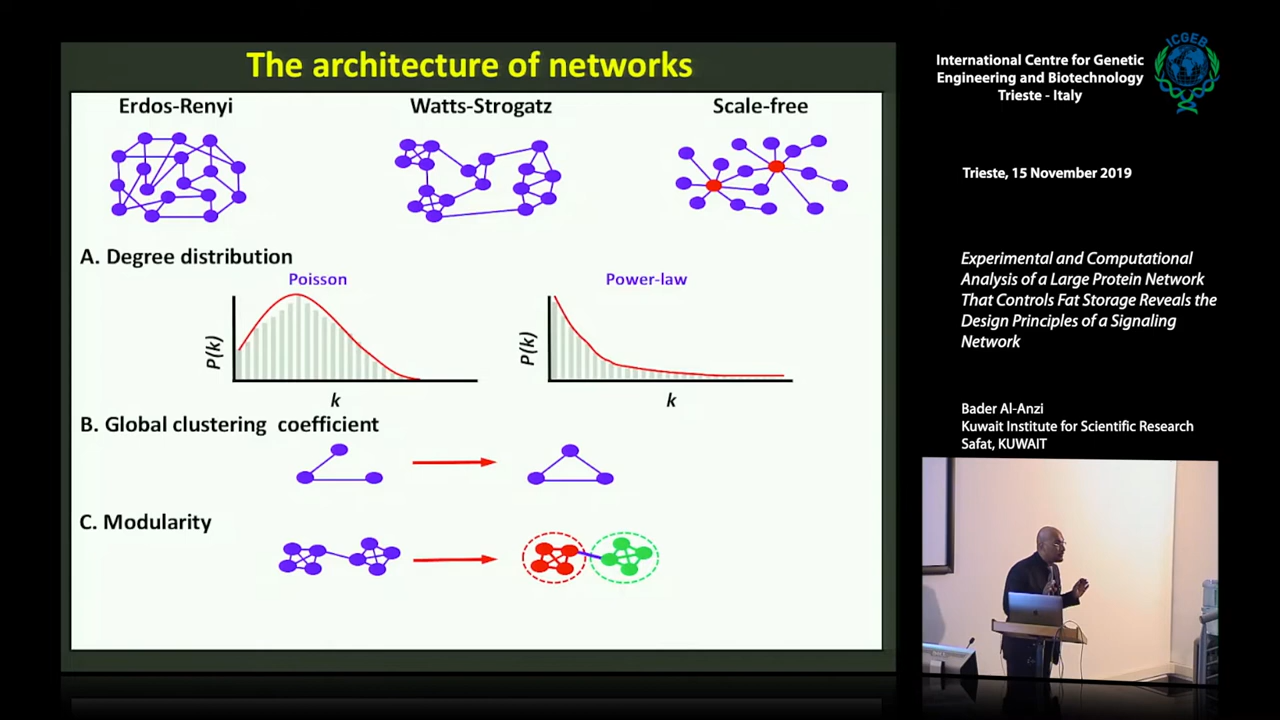 The architecture of networks
Erdos-Renyi
Watts-Strogatz
Scale-free
A. Degree distribution
Poisson
Power-law
P(k)
k
P(k)
k
B. Global clustering coefficient
C. Modularity
International Centre for Genetic
Engineering and Biotechnology
Trieste - Italy
ICGEB
Trieste, 15 November 2019
Experimental and Computational
Analysis of a Large Protein Network
That Controls Fat Storage Reveals the
Design Principles of a Signaling
Network
Bader Al-Anzi
Kuwait Institute for Scientific Research
Safat, KUWAIT